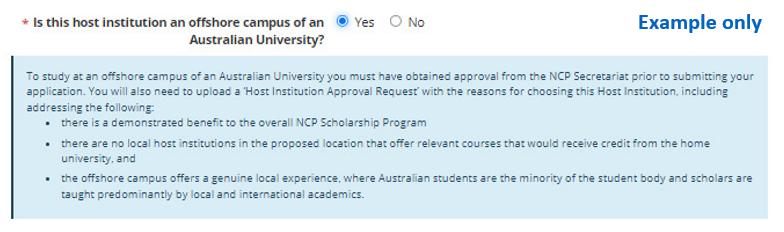 * Is this host institution an offshore campus of an Australian University?
Yes No
Example only
To study at an offshore campus of an Australian University you must have obtained approval from the NCP Secretariat prior to submitting your
application. You will also need to upload a 'Host Institution Approval Request' with the reasons for choosing this Host Institution, including
addressing the following:
• there is a demonstrated benefit to the overall NCP Scholarship Program
• there are no local host institutions in the proposed location that offer relevant courses that would receive credit from the home
university, and
• the offshore campus offers a genuine local experience, where Australian students are the minority of the student body and scholars are
taught predominantly by local and international academics.